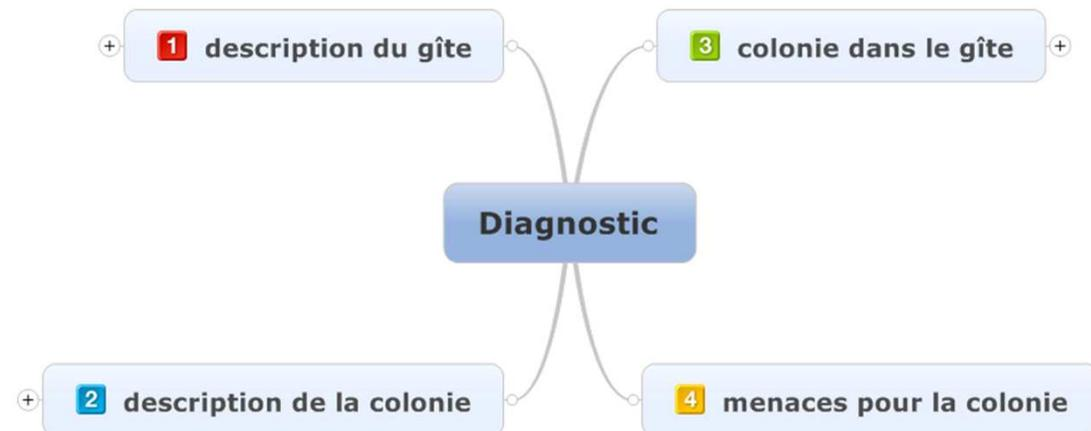 1 description du gîte
3 colonie dans le gîte
Diagnostic
2 description de la colonie
4 menaces pour la colonie